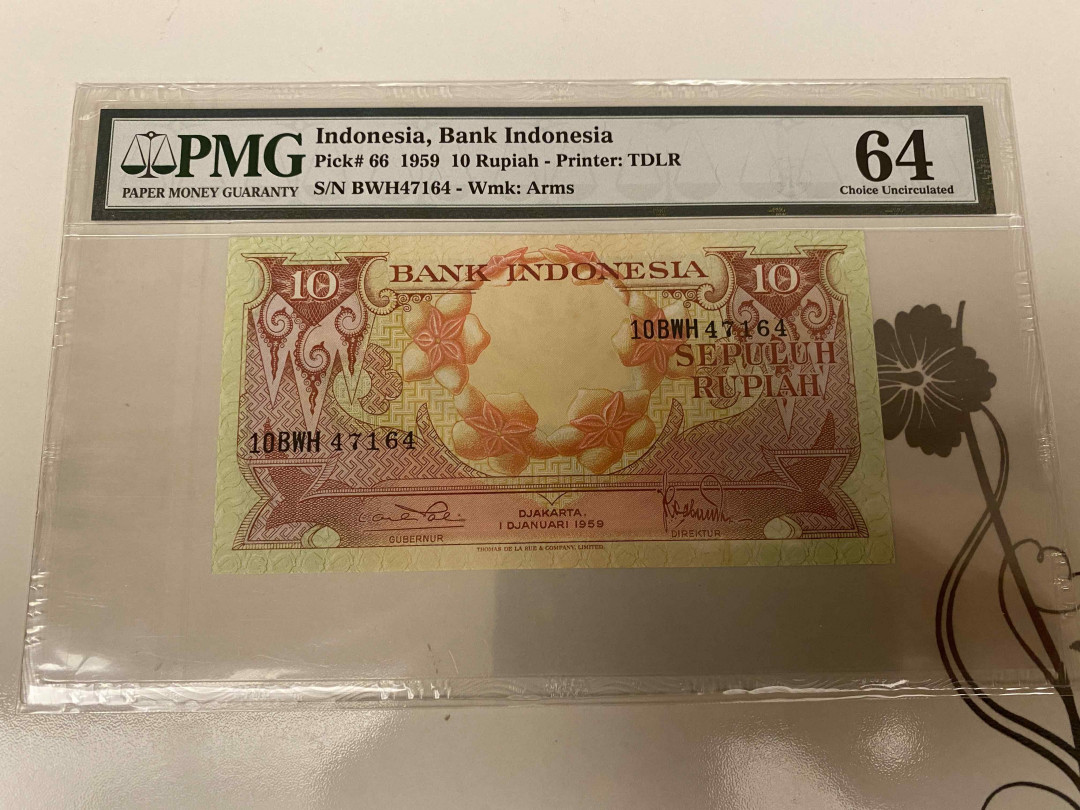 PMG
PAPER MONEY GUARANTY
Indonesia, Bank Indonesia
Pick# 66 1959 10 Rupiah - Printer: TDLR
S/N BWH47164 - Wmk: Arms
64
Choice Uncirculated
10
BANK INDONESIA
10
10BWH 47164
SEPULUH
RUPIAH
10BWH 47164
DJAKARTA,
1 DJANUARI 1959
GUBERNUR
DIREKTUR
THOMAS DE LA RUE & COMPANY, LIMITED.